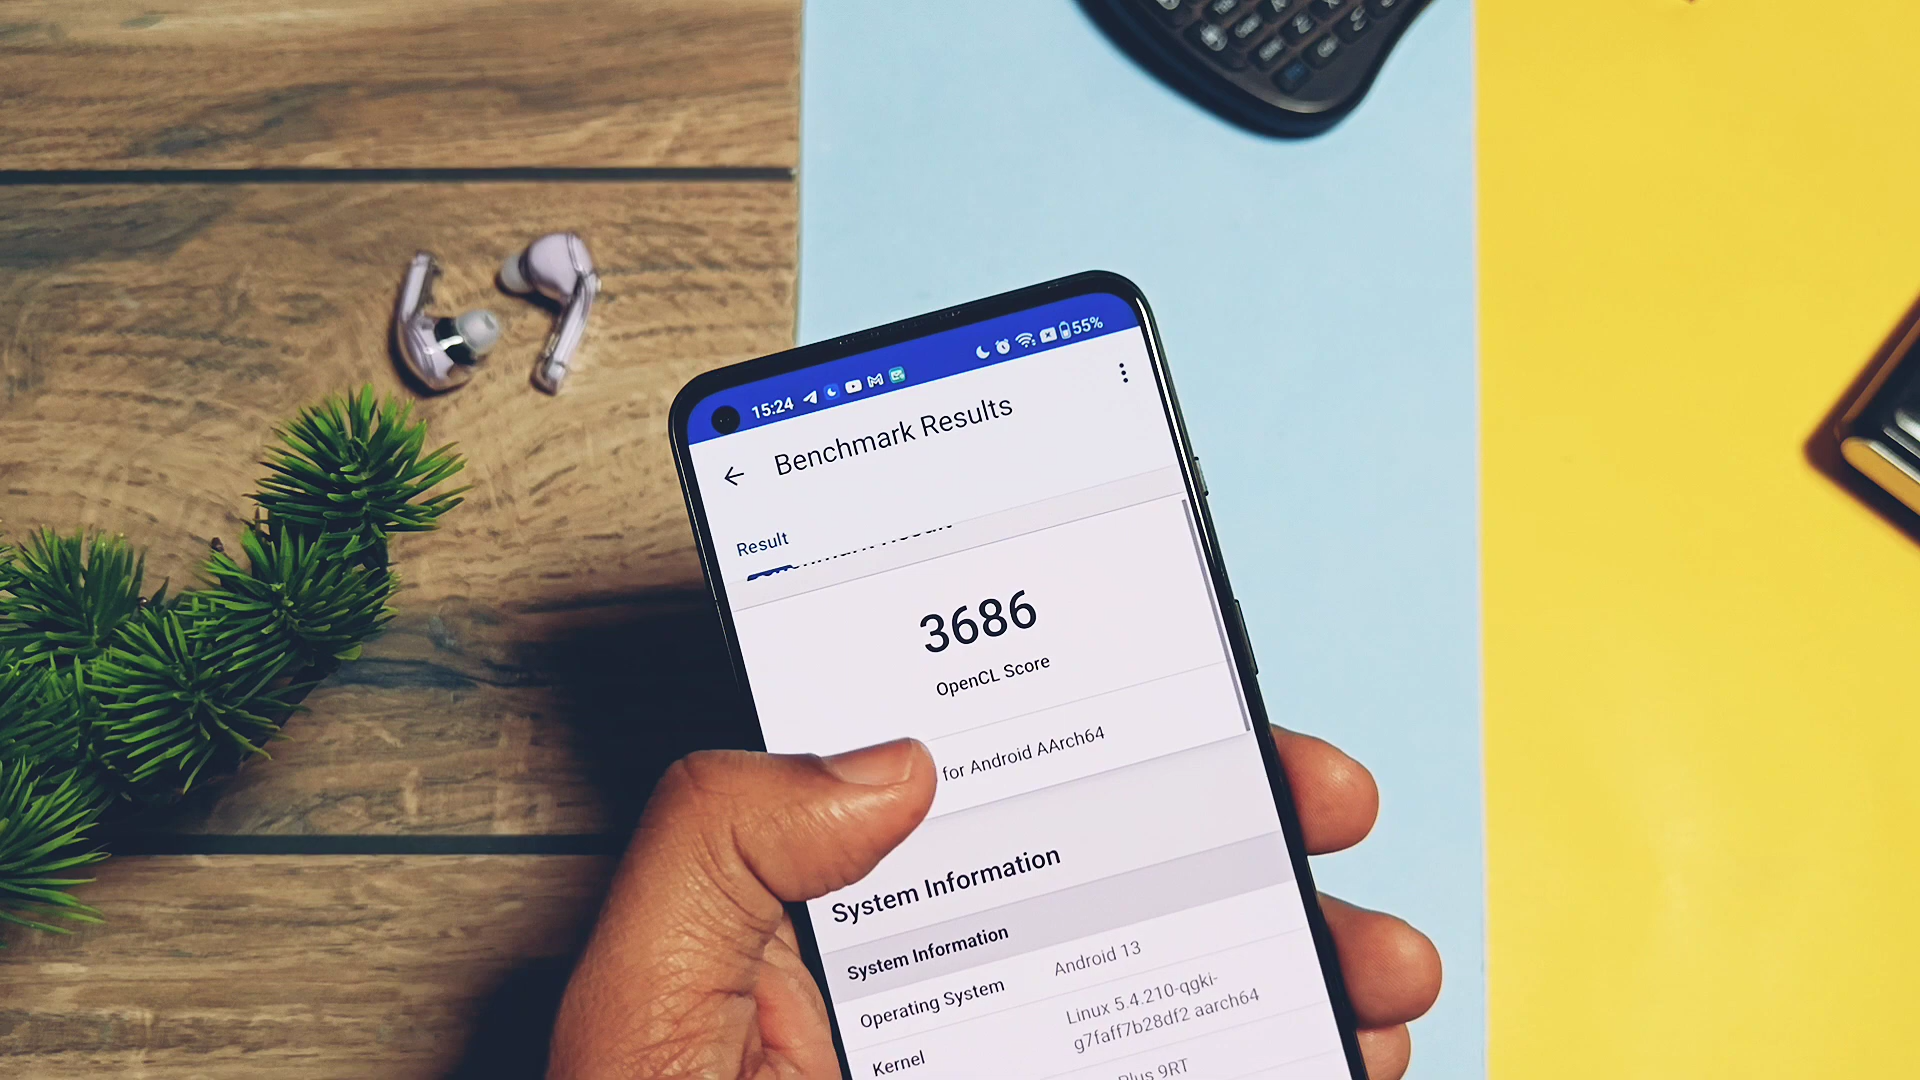 15:24 55%
Benchmark Results
Result
3686
OpenCL Score
for Android AArch64
System Information
System Information
Operating System Android 13
Kernel Linux 5.4.210-qgki-
g7faff7b28df2 aarch64
Plus 9RT